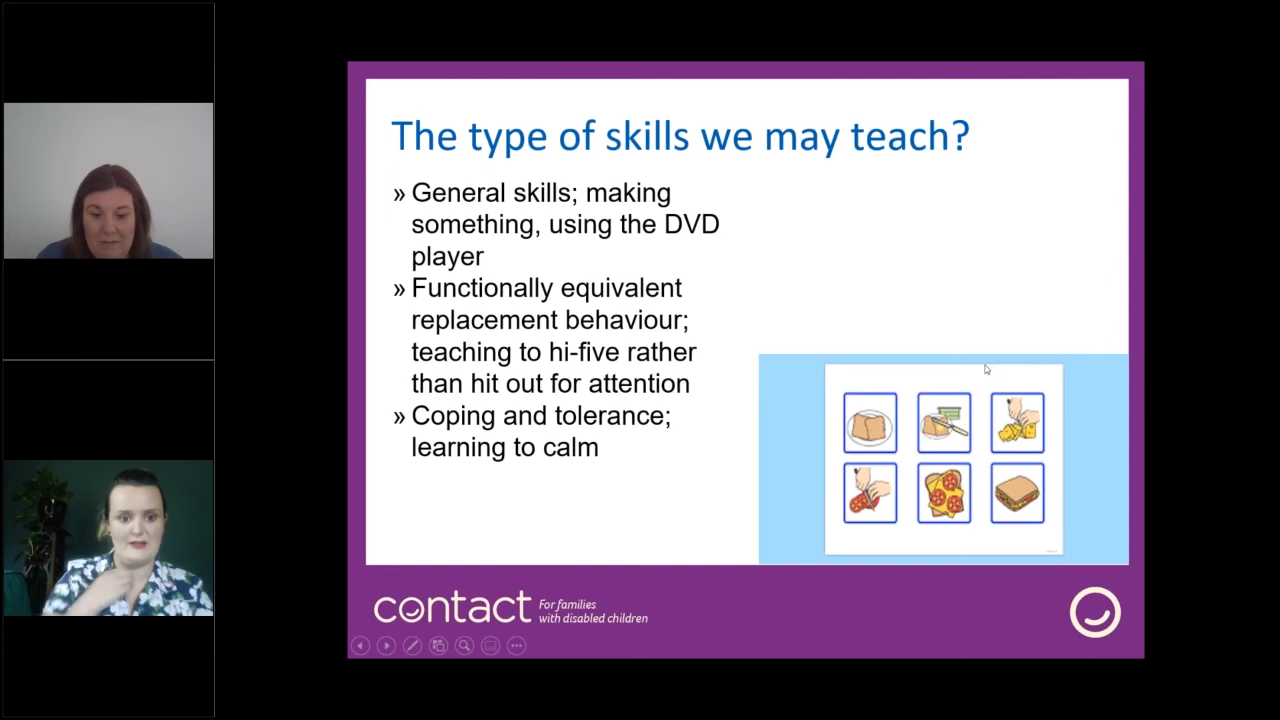 The type of skills we may teach?
» General skills; making
something, using the DVD
player
» Functionally equivalent
replacement behaviour;
teaching to hi-five rather
than hit out for attention
» Coping and tolerance;
learning to calm
contact For families
with disabled children